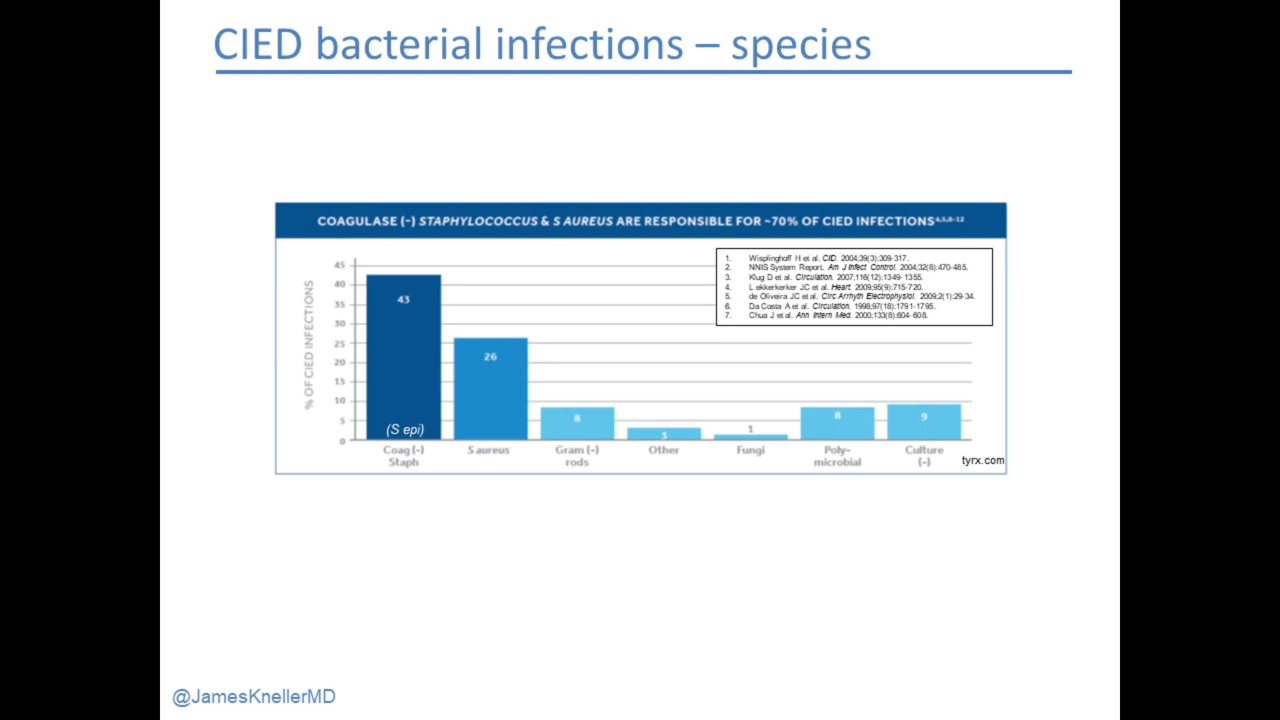 CIED bacterial infections – species
COAGULASE (-) STAPHYLOCOCCUS & S AUREUS ARE RESPONSIBLE FOR ~70% OF CIED INFECTIONS4,5,8-12
% OF CIED INFECTIONS
45
40
35
30
25
20
15
10
5
0
1. Wisplinghoff H et al. CID. 2004;39(3):309-317.
2. NNIS System Report. Am J Infect Control. 2004;32(8):470-485.
3. Klug D et al. Circulation. 2007;116(12):1349-1355.
4. Lekkerkerker JC et al. Heart. 2009;95(9):715-720.
5. de Oliveira JC et al. Circ Arrhyth Electrophysiol. 2009;2(1):29-34.
6. Da Costa A et al. Circulation. 1998;97(18):1791-1795.
7. Chua J et al. Ann Intern Med. 2000;133(8):604-608.
43
26
8
3
1
8
9
(S epi)
Coag (-)
Staph
S aureus
Gram (-)
rods
Other
Fungi
Poly-
microbial
Culture
(-)
tyrx.com
@JamesKnellerMD